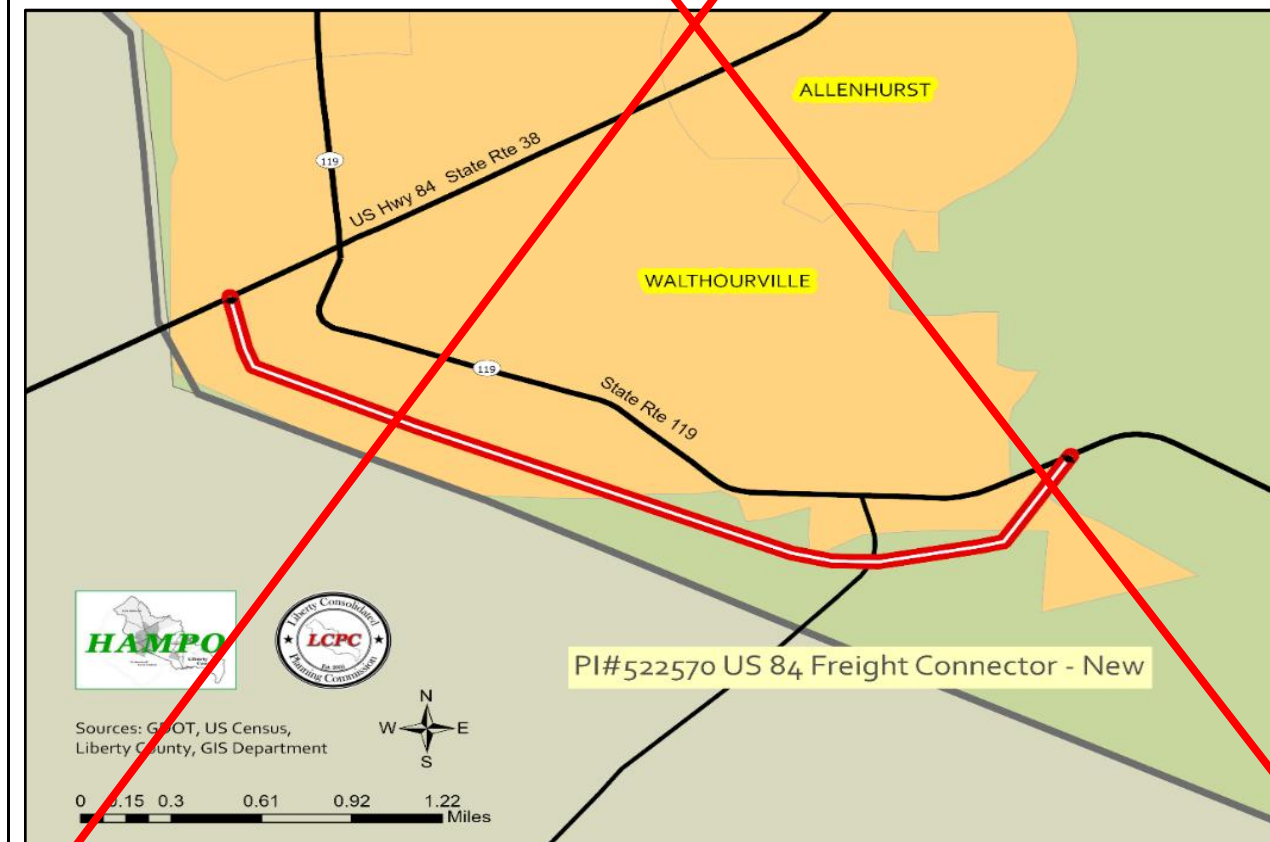 ALLENHURST
119
US Hwy 84 State Rte 38
WALTHOURVILLE
119
State Rte 119
HAMPO
Liberty Consolidated
LCPC
Planning Commission
PI#522570 US 84 Freight Connector - New
N
W E
S
Sources: GDOT, US Census,
Liberty County, GIS Department
0 0.15 0.3 0.61 0.92 1.22
Miles